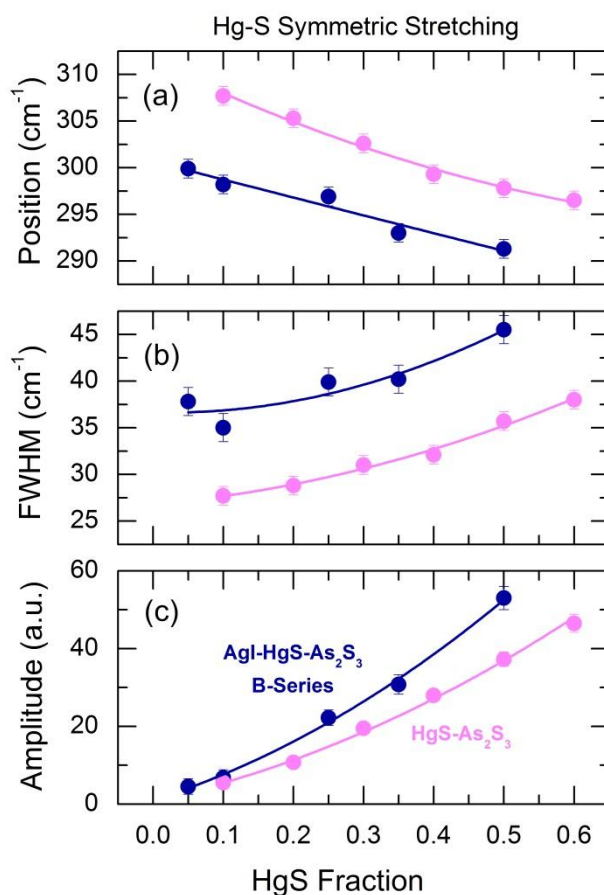 Hg-S Symmetric Stretching
(a)
Position (cm⁻¹)
310
305
300
295
290
(b)
FWHM (cm⁻¹)
45
40
35
30
25
(c)
Amplitude (a.u.)
60
40
20
0
AgI-HgS-As₂S₃
B-Series
HgS-As₂S₃
0.0 0.1 0.2 0.3 0.4 0.5 0.6
HgS Fraction